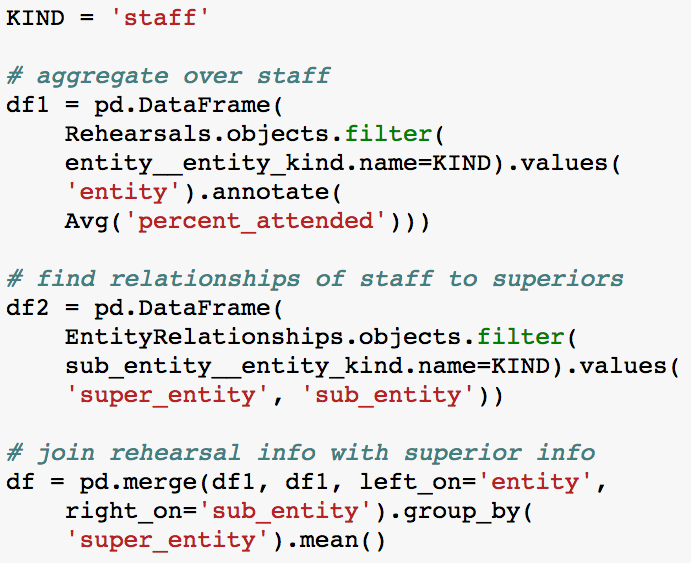 KIND = 'staff'
# aggregate over staff
df1 = pd.DataFrame(
Rehearsals.objects.filter(
entity__entity_kind.name=KIND).values(
'entity').annotate(
Avg('percent_attended')))
# find relationships of staff to superiors
df2 = pd.DataFrame(
EntityRelationships.objects.filter(
sub_entity__entity_kind.name=KIND).values(
'super_entity', 'sub_entity'))
# join rehearsal info with superior info
df = pd.merge(df1, df1, left_on='entity',
right_on='sub_entity').group_by(
'super_entity').mean()